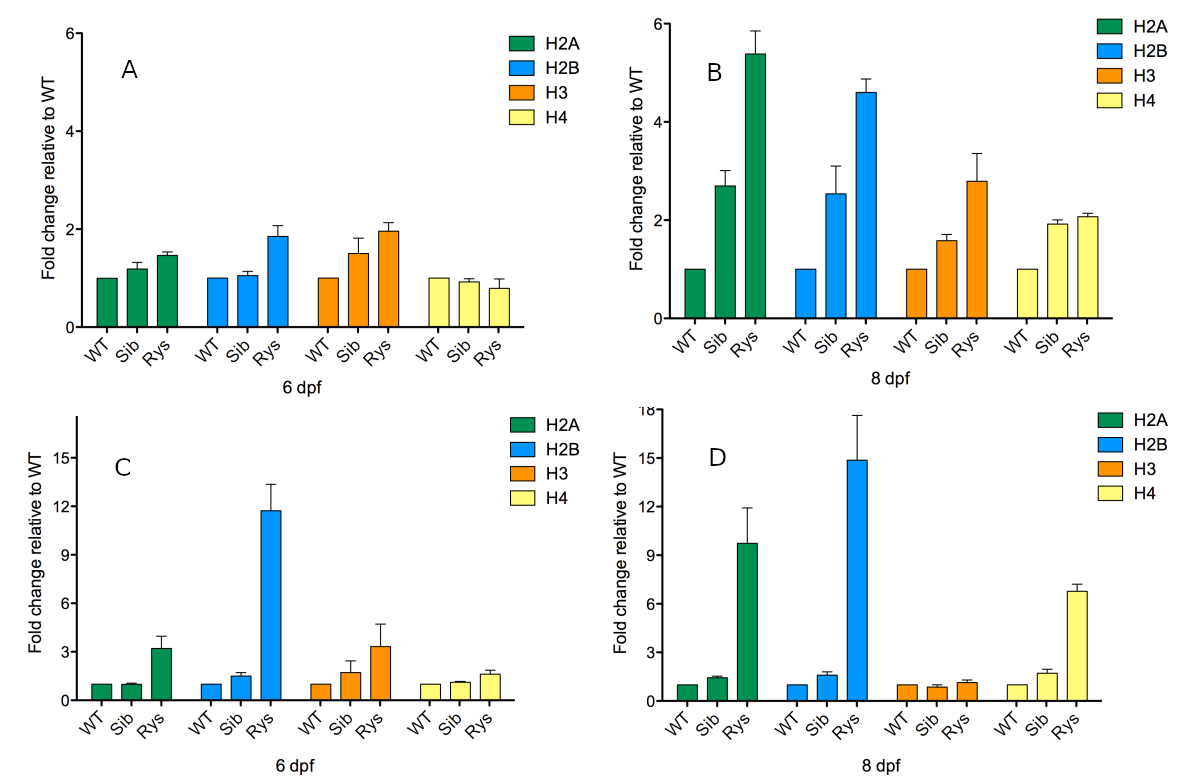 A
6
4
2
0
Fold change relative to WT
H2A
H2B
H3
H4
WT Sib Rys WT Sib Rys WT Sib Rys WT Sib Rys
6 dpf
B
6
4
2
0
Fold change relative to WT
H2A
H2B
H3
H4
WT Sib Rys WT Sib Rys WT Sib Rys WT Sib Rys
8 dpf
C
15
12
9
6
3
0
Fold change relative to WT
H2A
H2B
H3
H4
WT Sib Rys WT Sib Rys WT Sib Rys WT Sib Rys
6 dpf
D
18
15
12
9
6
3
0
Fold change relative to WT
H2A
H2B
H3
H4
WT Sib Rys WT Sib Rys WT Sib Rys WT Sib Rys
8 dpf